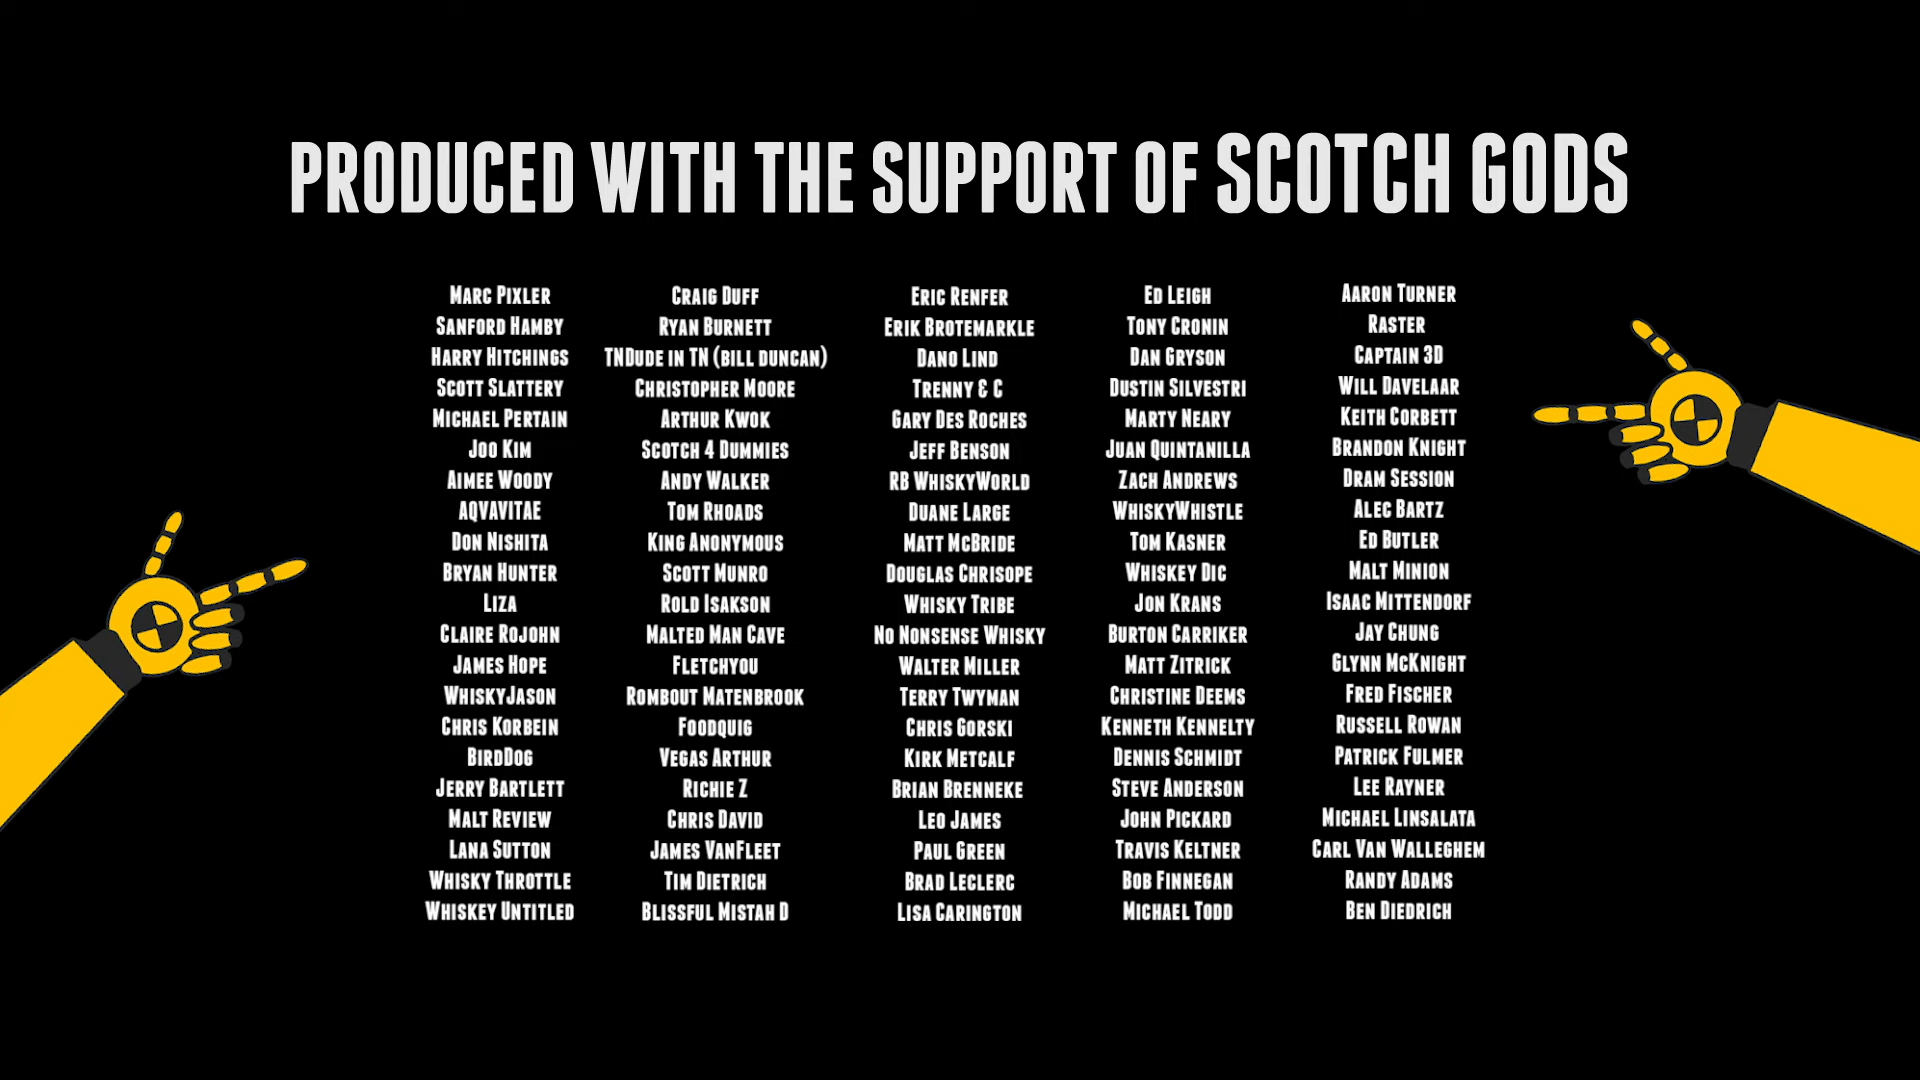 PRODUCED WITH THE SUPPORT OF SCOTCH GODS
Marc Pixler
Sanford Hamby
Harry Hitchings
Scott Slattery
Michael Pertain
Joo Kim
Aimee Woody
AQVAVITAE
Don Nishita
Bryan Hunter
Liza
Claire Rojohn
James Hope
WhiskyJason
Chris Korbein
BirdDog
Jerry Bartlett
Malt Review
Lana Sutton
Whisky Throttle
Whiskey Untitled
Craig Duff
Ryan Burnett
TNDude in TN (bill duncan)
Christopher Moore
Arthur Kwok
Scotch 4 Dummies
Andy Walker
Tom Rhoads
King Anonymous
Scott Munro
Rold Isakson
Malted Man Cave
Fletchyou
Rombout Matenbrook
Foodquig
Vegas Arthur
Richie Z
Chris David
James VanFleet
Tim Dietrich
Blissful Mistah D
Eric Renfer
Erik Brotemarkle
Dano Lind
Trenny & C
Gary Des Roches
Jeff Benson
RB WhiskyWorld
Duane Large
Matt McBride
Douglas Chrisope
Whisky Tribe
No Nonsense Whisky
Walter Miller
Terry Twyman
Chris Gorski
Kirk Metcalf
Brian Brenneke
Leo James
Paul Green
Brad Leclerc
Lisa Carington
Ed Leigh
Tony Cronin
Dan Gryson
Dustin Silvestri
Marty Neary
Juan Quintanilla
Zach Andrews
WhiskyWhistle
Tom Kasner
Whiskey Dic
Jon Krans
Burton Carriker
Matt Zitrick
Christine Deems
Kenneth Kennelty
Dennis Schmidt
Steve Anderson
John Pickard
Travis Keltner
Bob Finnegan
Michael Todd
Aaron Turner
Raster
Captain 3D
Will Davelaar
Keith Corbett
Brandon Knight
Dram Session
Alec Bartz
Ed Butler
Malt Minion
Isaac Mittendorf
Jay Chung
Glynn McKnight
Fred Fischer
Russell Rowan
Patrick Fulmer
Lee Rayner
Michael Linsalata
Carl Van Walleghem
Randy Adams
Ben Diedrich